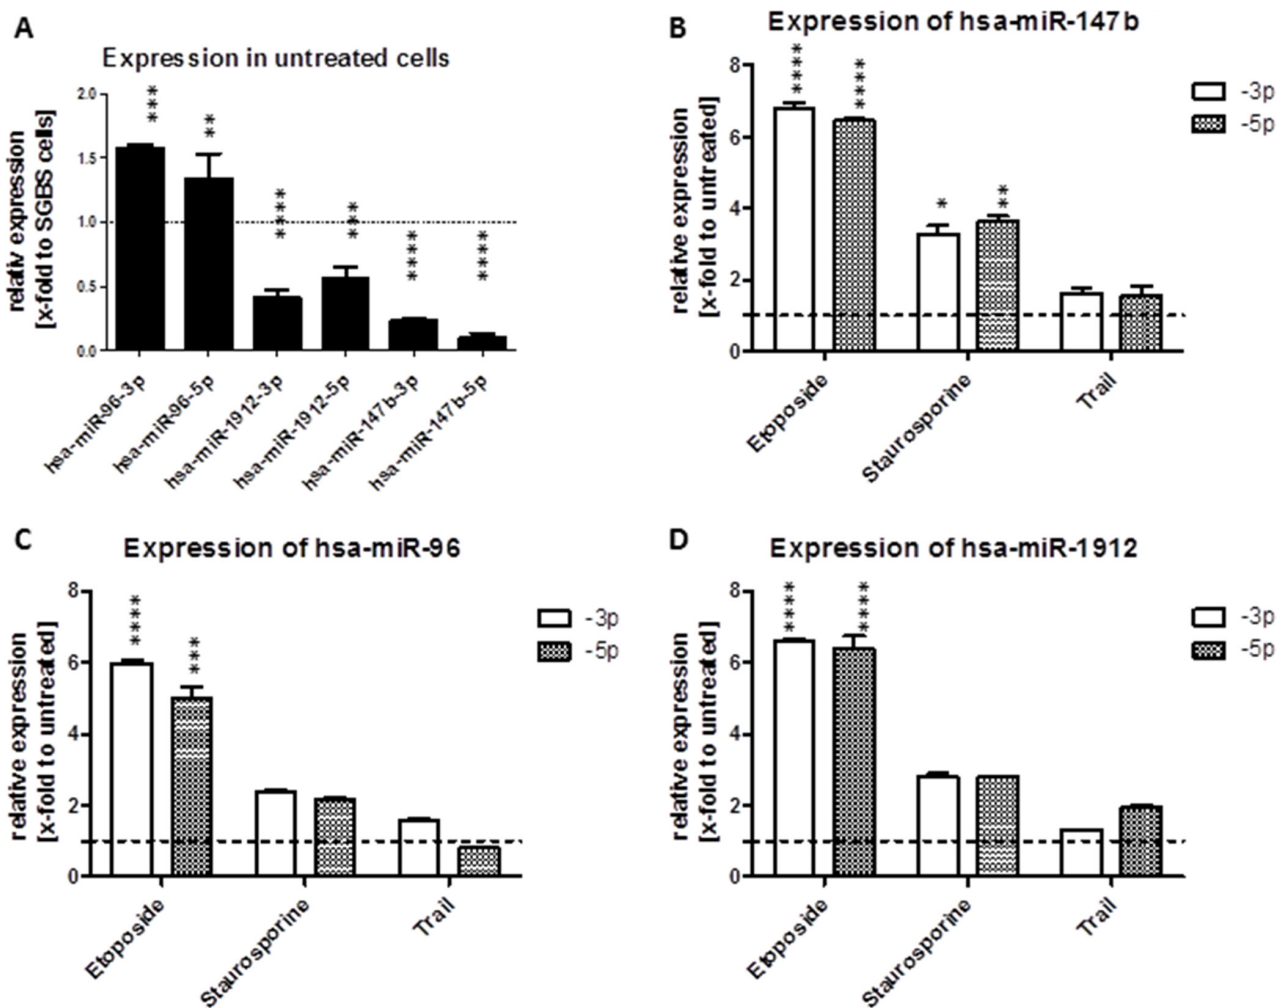 A
Expression in untreated cells
relative expression
[x-fold to SGBS cells]
2.0
1.5
1.0
0.5
0.0
***
**
****
***
****
****
hsa-miR-96-3p
hsa-miR-96-5p
hsa-miR-1912-3p
hsa-miR-1912-5p
hsa-miR-147b-3p
hsa-miR-147b-5p
B
Expression of hsa-miR-147b
relative expression
[x-fold to untreated]
8
6
4
2
0
****
****
*
**
Etoposide
Staurosporine
Trail
-3p
-5p
C
Expression of hsa-miR-96
relative expression
[x-fold to untreated]
8
6
4
2
0
****
***
Etoposide
Staurosporine
Trail
-3p
-5p
D
Expression of hsa-miR-1912
relative expression
[x-fold to untreated]
8
6
4
2
0
****
****
Etoposide
Staurosporine
Trail
-3p
-5p